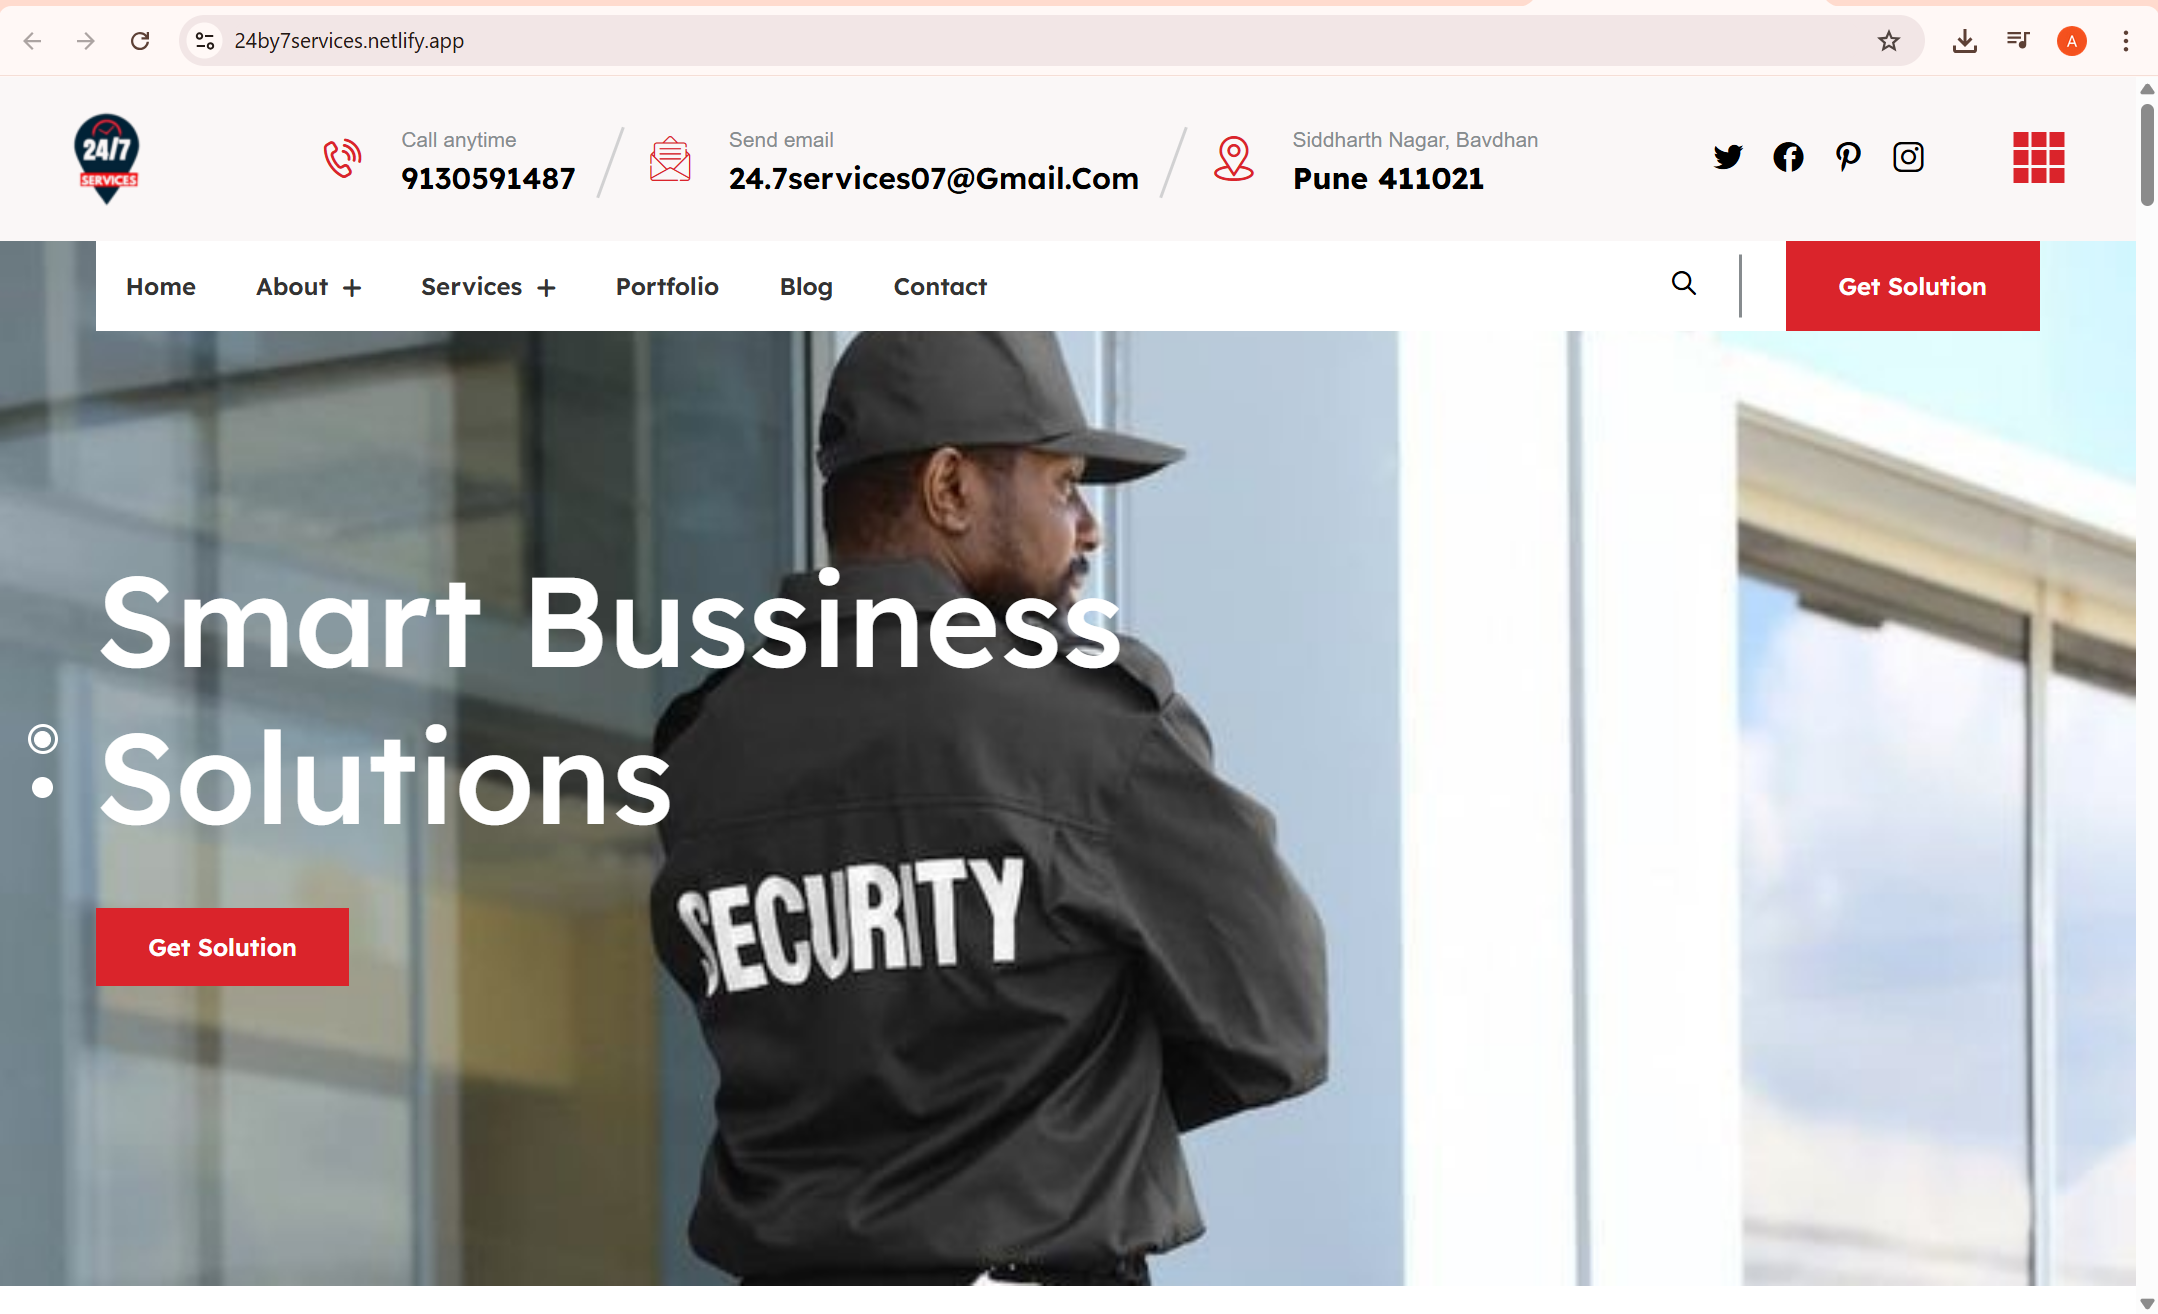 24by7services.netlify.app
A
24/7
SERVICES
Call anytime
9130591487
Send email
24.7services07@Gmail.Com
Siddharth Nagar, Bavdhan
Pune 411021
Home
About +
Services +
Portfolio
Blog
Contact
Get Solution
Smart Bussiness
Solutions
SECURITY
Get Solution